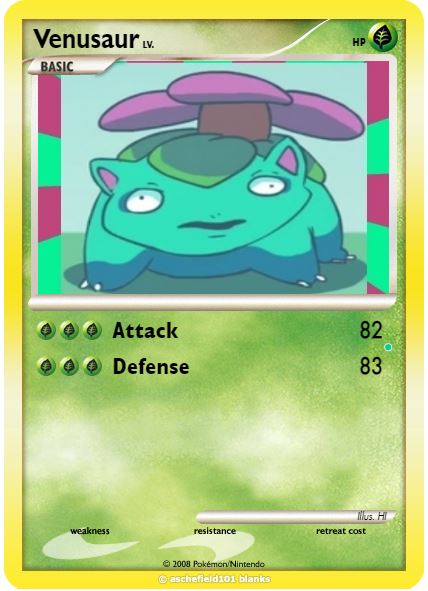 Venusaur LV. HP
BASIC
Attack 82
Defense 83
Illus. HI
weakness resistance retreat cost
© 2008 Pokémon/Nintendo
© aschefield101 blanks